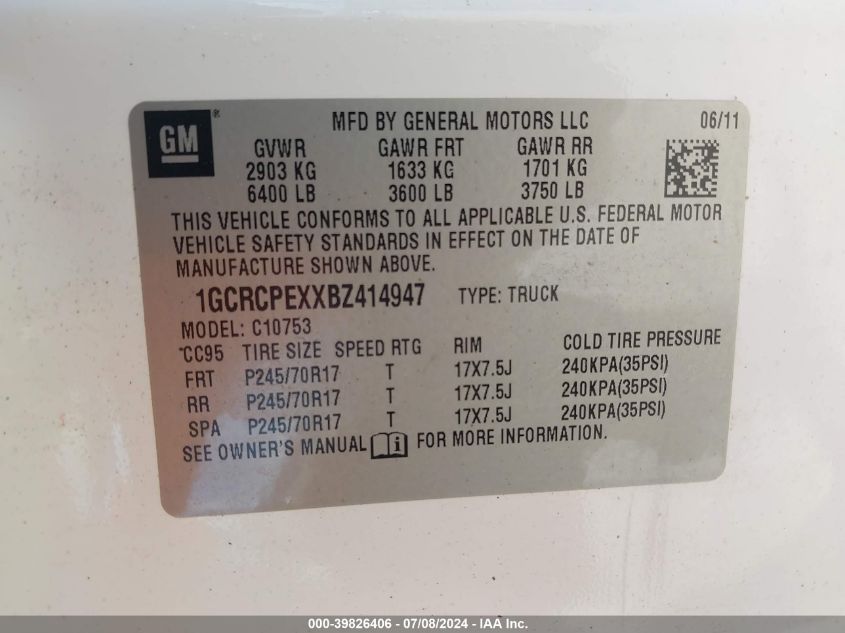 GM ®
MFD BY GENERAL MOTORS LLC 06/11
GVWR GAWR FRT GAWR RR
2903 KG 1633 KG 1701 KG
6400 LB 3600 LB 3750 LB
THIS VEHICLE CONFORMS TO ALL APPLICABLE U.S. FEDERAL MOTOR
VEHICLE SAFETY STANDARDS IN EFFECT ON THE DATE OF
MANUFACTURE SHOWN ABOVE.
1GCRCPEXXBZ414947 TYPE: TRUCK
MODEL: C10753
*CC95 TIRE SIZE SPEED RTG RIM COLD TIRE PRESSURE
FRT P245/70R17 T 17X7.5J 240KPA(35PSI)
RR P245/70R17 T 17X7.5J 240KPA(35PSI)
SPA P245/70R17 T 17X7.5J 240KPA(35PSI)
SEE OWNER'S MANUAL i FOR MORE INFORMATION.
000-39826406 - 07/08/2024 - IAA Inc.